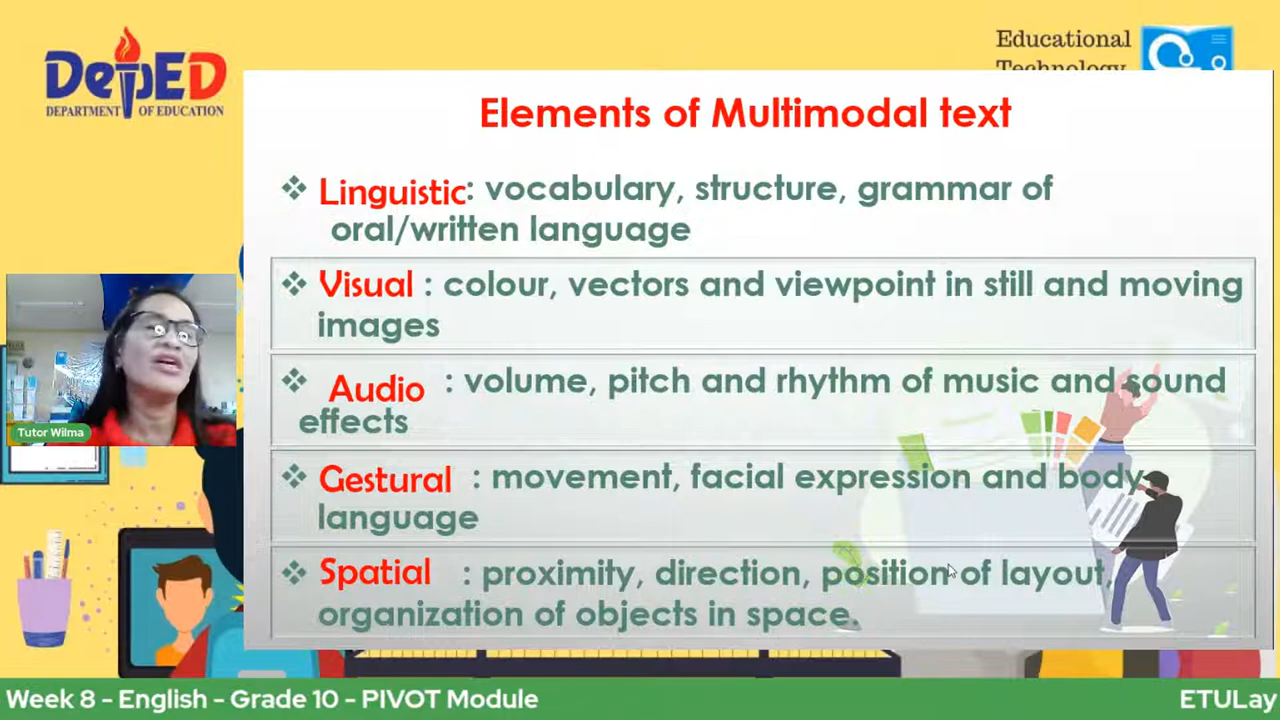 DepED
DEPARTMENT OF EDUCATION
Educational
Technology
Elements of Multimodal text
Linguistic: vocabulary, structure, grammar of
oral/written language
Visual : colour, vectors and viewpoint in still and moving
images
Audio : volume, pitch and rhythm of music and sound
effects
Gestural : movement, facial expression and body
language
Spatial : proximity, direction, position of layout,
organization of objects in space.
Tutor Wilma
Week 8 - English - Grade 10 - PIVOT Module
ETULay